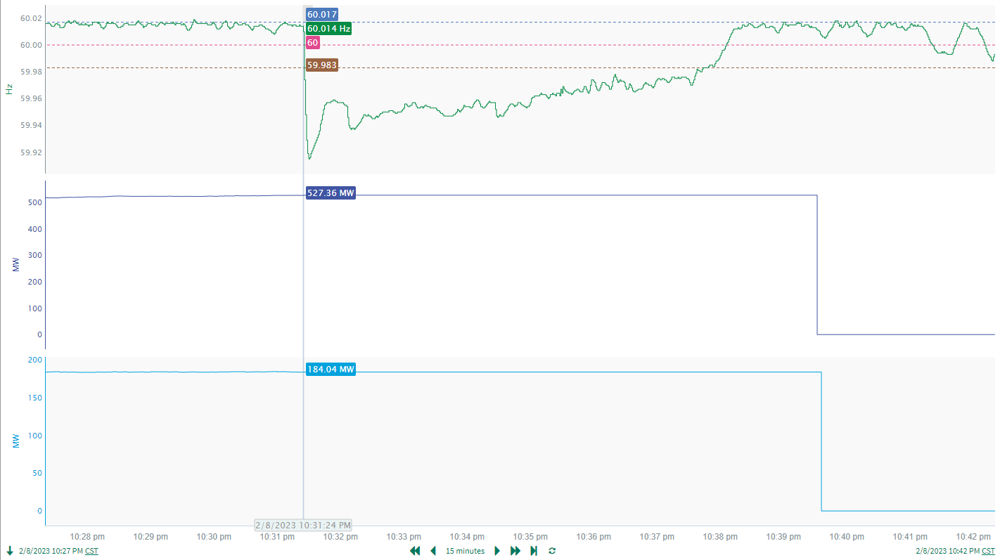 60.02
60.00
59.98
59.96
59.94
59.92
Hz
60.017
60.014 Hz
60
59.983
500
400
300
200
100
0
MW
527.36 MW
200
150
100
50
0
MW
184.04 MW
2/8/2023 10:31:24 PM
10:28 pm 10:29 pm 10:30 pm 10:31 pm 10:32 pm 10:33 pm 10:34 pm 10:35 pm 10:36 pm 10:37 pm 10:38 pm 10:39 pm 10:40 pm 10:41 pm 10:42 pm
2/8/2023 10:27 PM CST 15 minutes 2/8/2023 10:42 PM CST